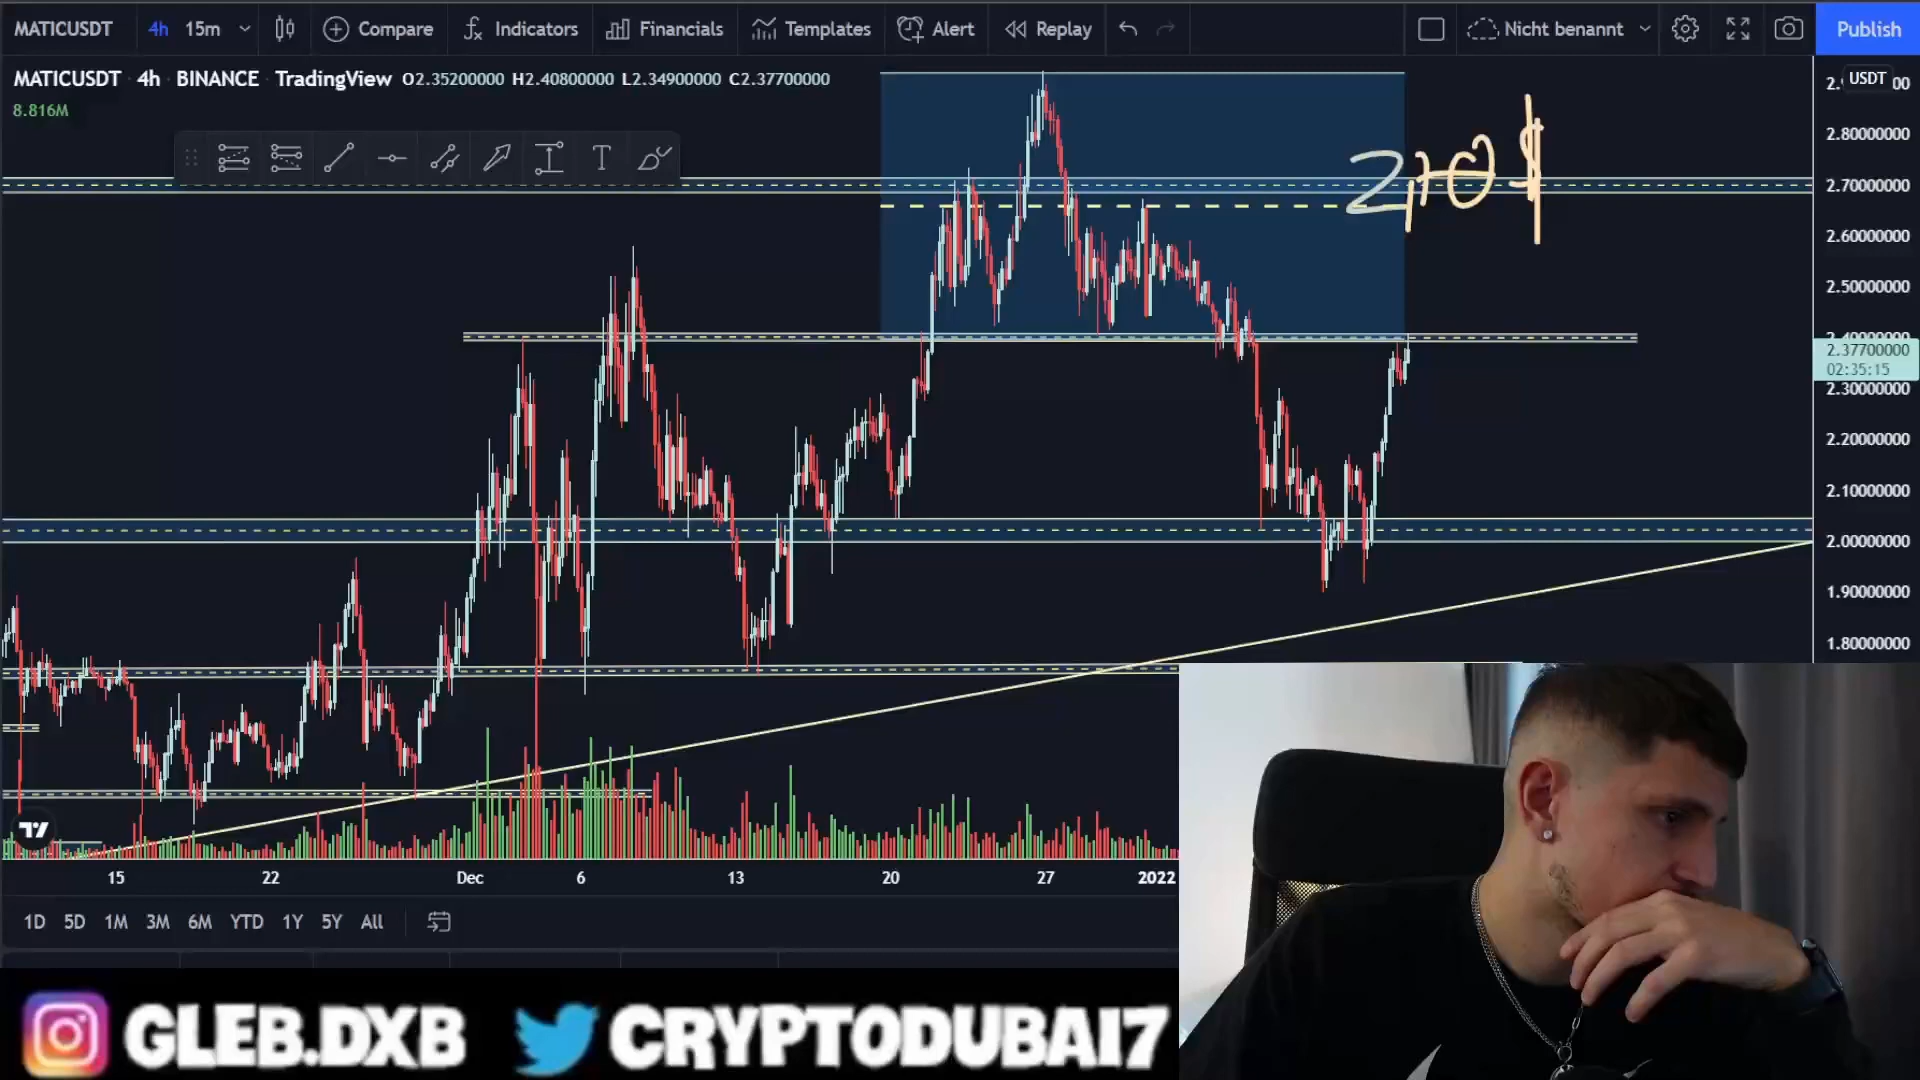 MATICUSDT 4h 15m Compare Indicators Financials Templates Alert Replay Nicht benannt Publish
MATICUSDT 4h BINANCE TradingView O2.35200000 H2.40800000 L2.34900000 C2.37700000
8.816M
USDT
2.80000000
2.70000000
2.60000000
2.50000000
2.40000000
2.37700000
02:35:15
2.30000000
2.20000000
2.10000000
2.00000000
1.90000000
1.80000000
2,70 $
15 22 Dec 6 13 20 27 2022
1D 5D 1M 3M 6M YTD 1Y 5Y All
GLEB.DXB CRYPTODUBAI7